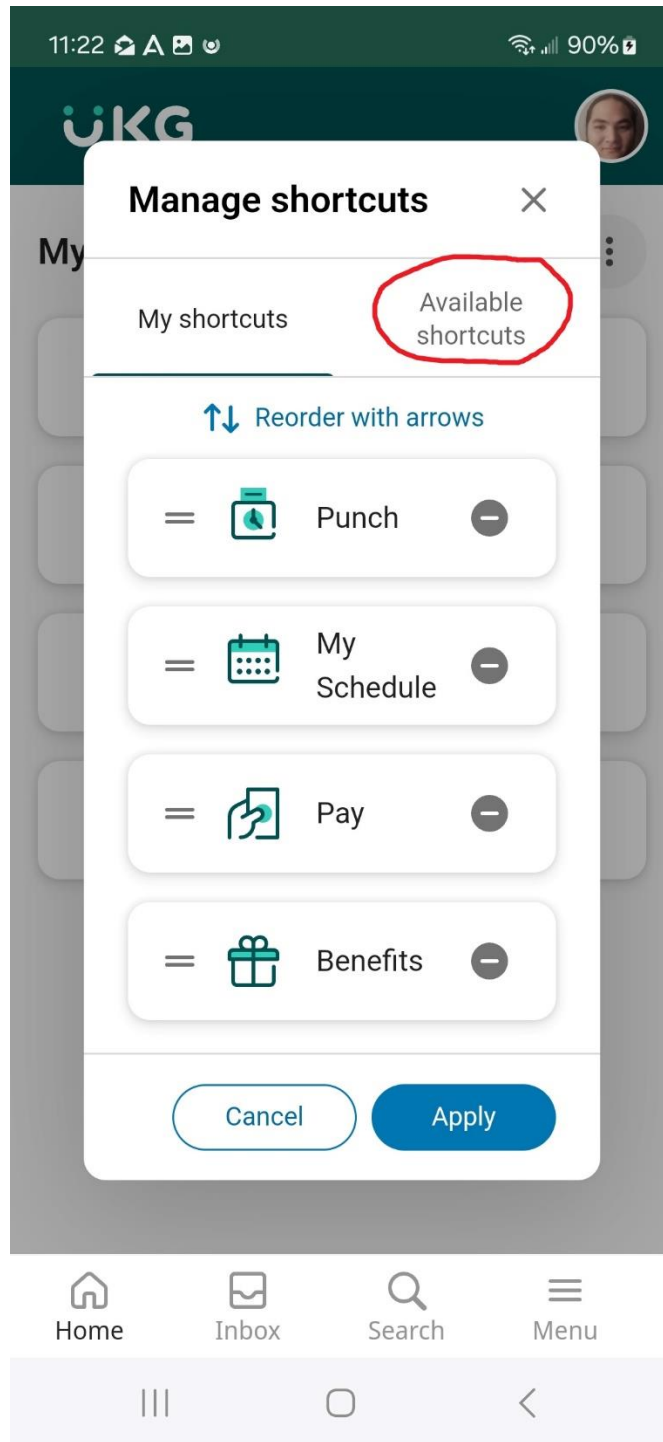 11:22 90%
UKG
Manage shortcuts
My
My shortcuts
Available
shortcuts
Reorder with arrows
Punch
My
Schedule
Pay
Benefits
Cancel
Apply
Home
Inbox
Search
Menu